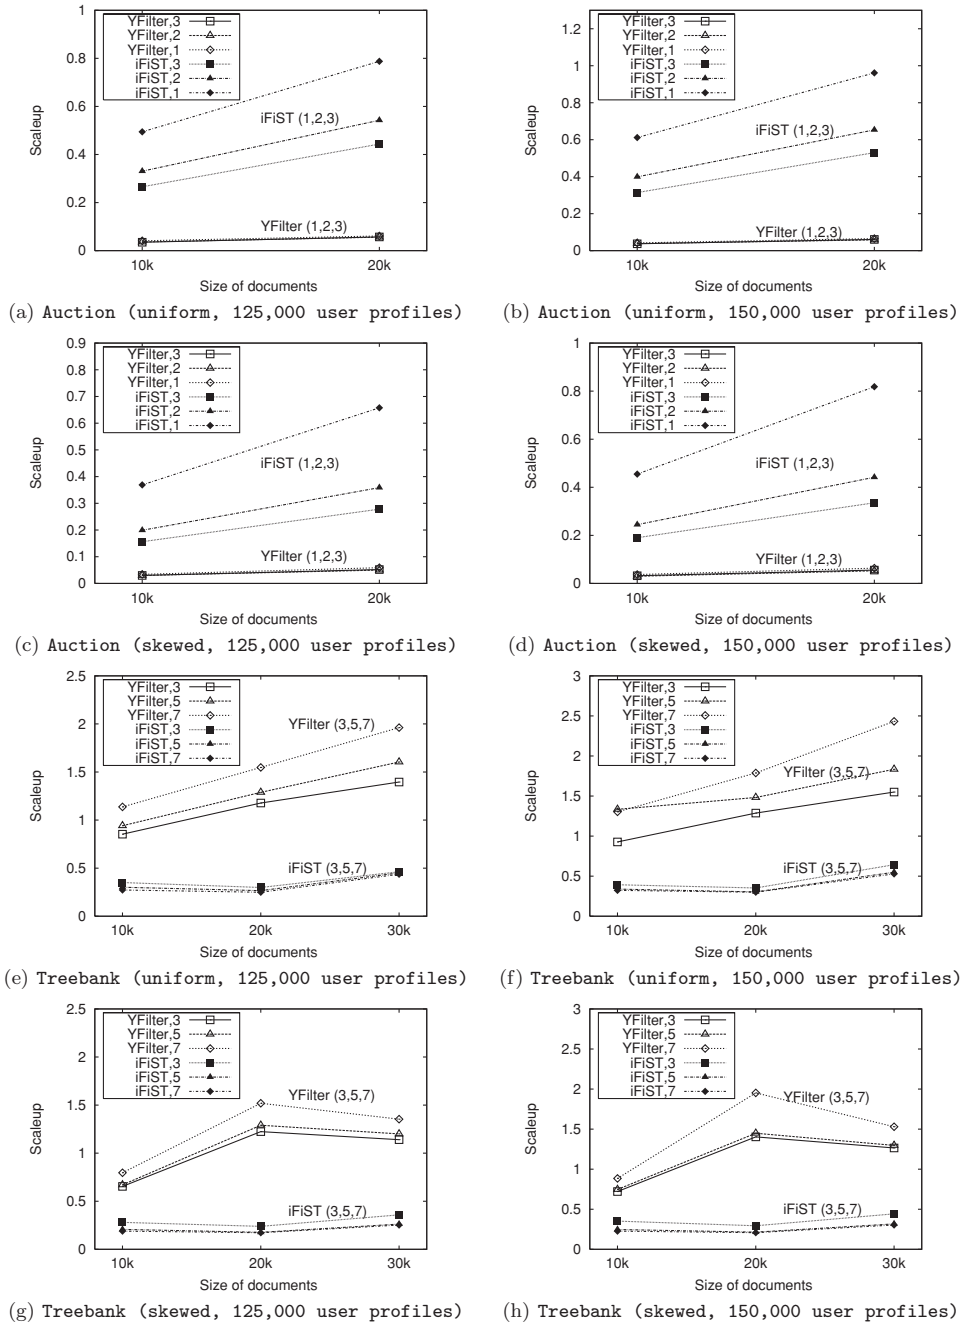 YFilter,3
YFilter,2
YFilter,1
iFiST,3
iFiST,2
iFiST,1
1
0.8
0.6
0.4
0.2
0
Scaleup
iFiST (1,2,3)
YFilter (1,2,3)
10k 20k
Size of documents
(a) Auction (uniform, 125,000 user profiles)
YFilter,3
YFilter,2
YFilter,1
iFiST,3
iFiST,2
iFiST,1
1.2
1
0.8
0.6
0.4
0.2
0
Scaleup
iFiST (1,2,3)
YFilter (1,2,3)
10k 20k
Size of documents
(b) Auction (uniform, 150,000 user profiles)
YFilter,3
YFilter,2
YFilter,1
iFiST,3
iFiST,2
iFiST,1
0.9
0.8
0.7
0.6
0.5
0.4
0.3
0.2
0.1
0
Scaleup
iFiST (1,2,3)
YFilter (1,2,3)
10k 20k
Size of documents
(c) Auction (skewed, 125,000 user profiles)
YFilter,3
YFilter,2
YFilter,1
iFiST,3
iFiST,2
iFiST,1
1
0.8
0.6
0.4
0.2
0
Scaleup
iFiST (1,2,3)
YFilter (1,2,3)
10k 20k
Size of documents
(d) Auction (skewed, 150,000 user profiles)
YFilter,3
YFilter,5
YFilter,7
iFiST,3
iFiST,5
iFiST,7
2.5
2
1.5
1
0.5
0
Scaleup
YFilter (3,5,7)
iFiST (3,5,7)
10k 20k 30k
Size of documents
(e) Treebank (uniform, 125,000 user profiles)
YFilter,3
YFilter,5
YFilter,7
iFiST,3
iFiST,5
iFiST,7
3
2.5
2
1.5
1
0.5
0
Scaleup
YFilter (3,5,7)
iFiST (3,5,7)
10k 20k 30k
Size of documents
(f) Treebank (uniform, 150,000 user profiles)
YFilter,3
YFilter,5
YFilter,7
iFiST,3
iFiST,5
iFiST,7
2.5
2
1.5
1
0.5
0
Scaleup
YFilter (3,5,7)
iFiST (3,5,7)
10k 20k 30k
Size of documents
(g) Treebank (skewed, 125,000 user profiles)
YFilter,3
YFilter,5
YFilter,7
iFiST,3
iFiST,5
iFiST,7
3
2.5
2
1.5
1
0.5
0
Scaleup
YFilter (3,5,7)
iFiST (3,5,7)
10k 20k 30k
Size of documents
(h) Treebank (skewed, 150,000 user profiles)